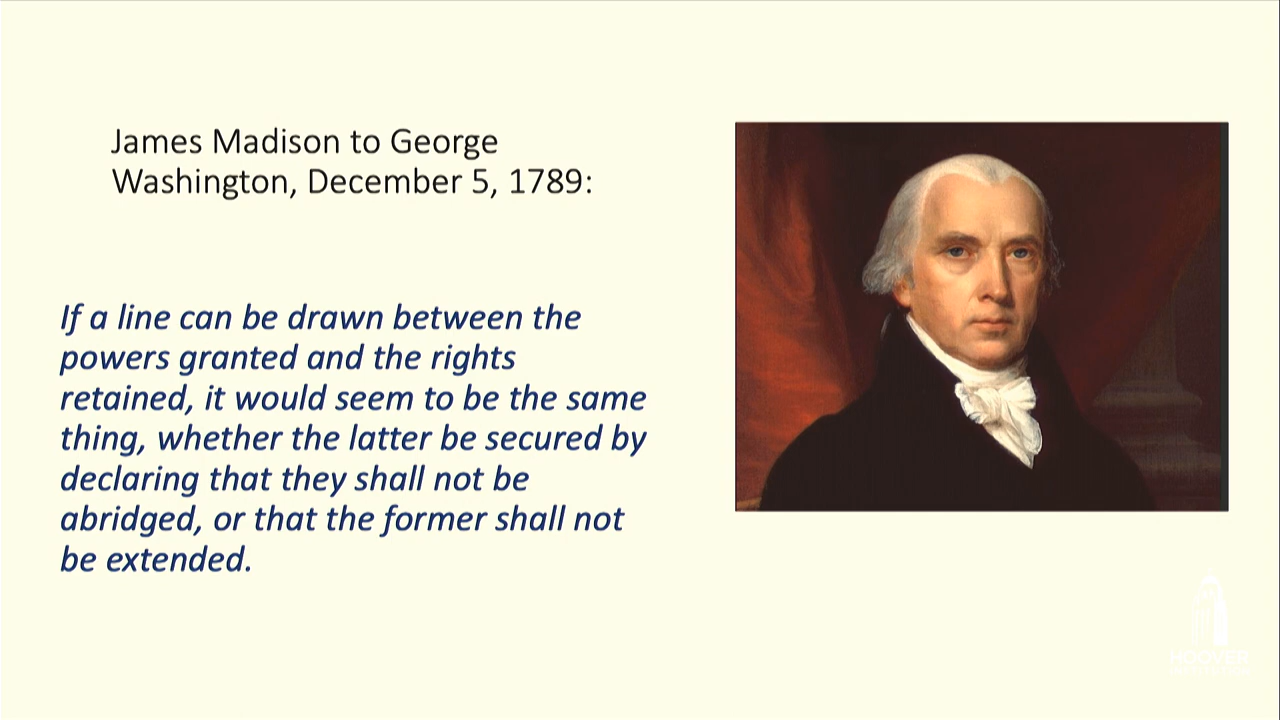 James Madison to George
Washington, December 5, 1789:
If a line can be drawn between the
powers granted and the rights
retained, it would seem to be the same
thing, whether the latter be secured by
declaring that they shall not be
abridged, or that the former shall not
be extended.
HOOVER